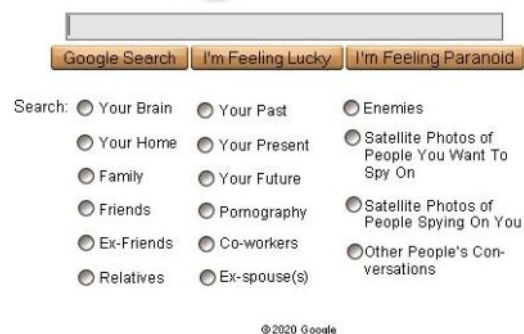 Google Search I'm Feeling Lucky I'm Feeling Paranoid
Search: Your Brain
Your Home
Family
Friends
Ex-Friends
Relatives
Your Past
Your Present
Your Future
Pornography
Co-workers
Ex-spouse(s)
Enemies
Satellite Photos of
People You Want To
Spy On
Satellite Photos of
People Spying On You
Other People's Con-
versations
©2020 Google